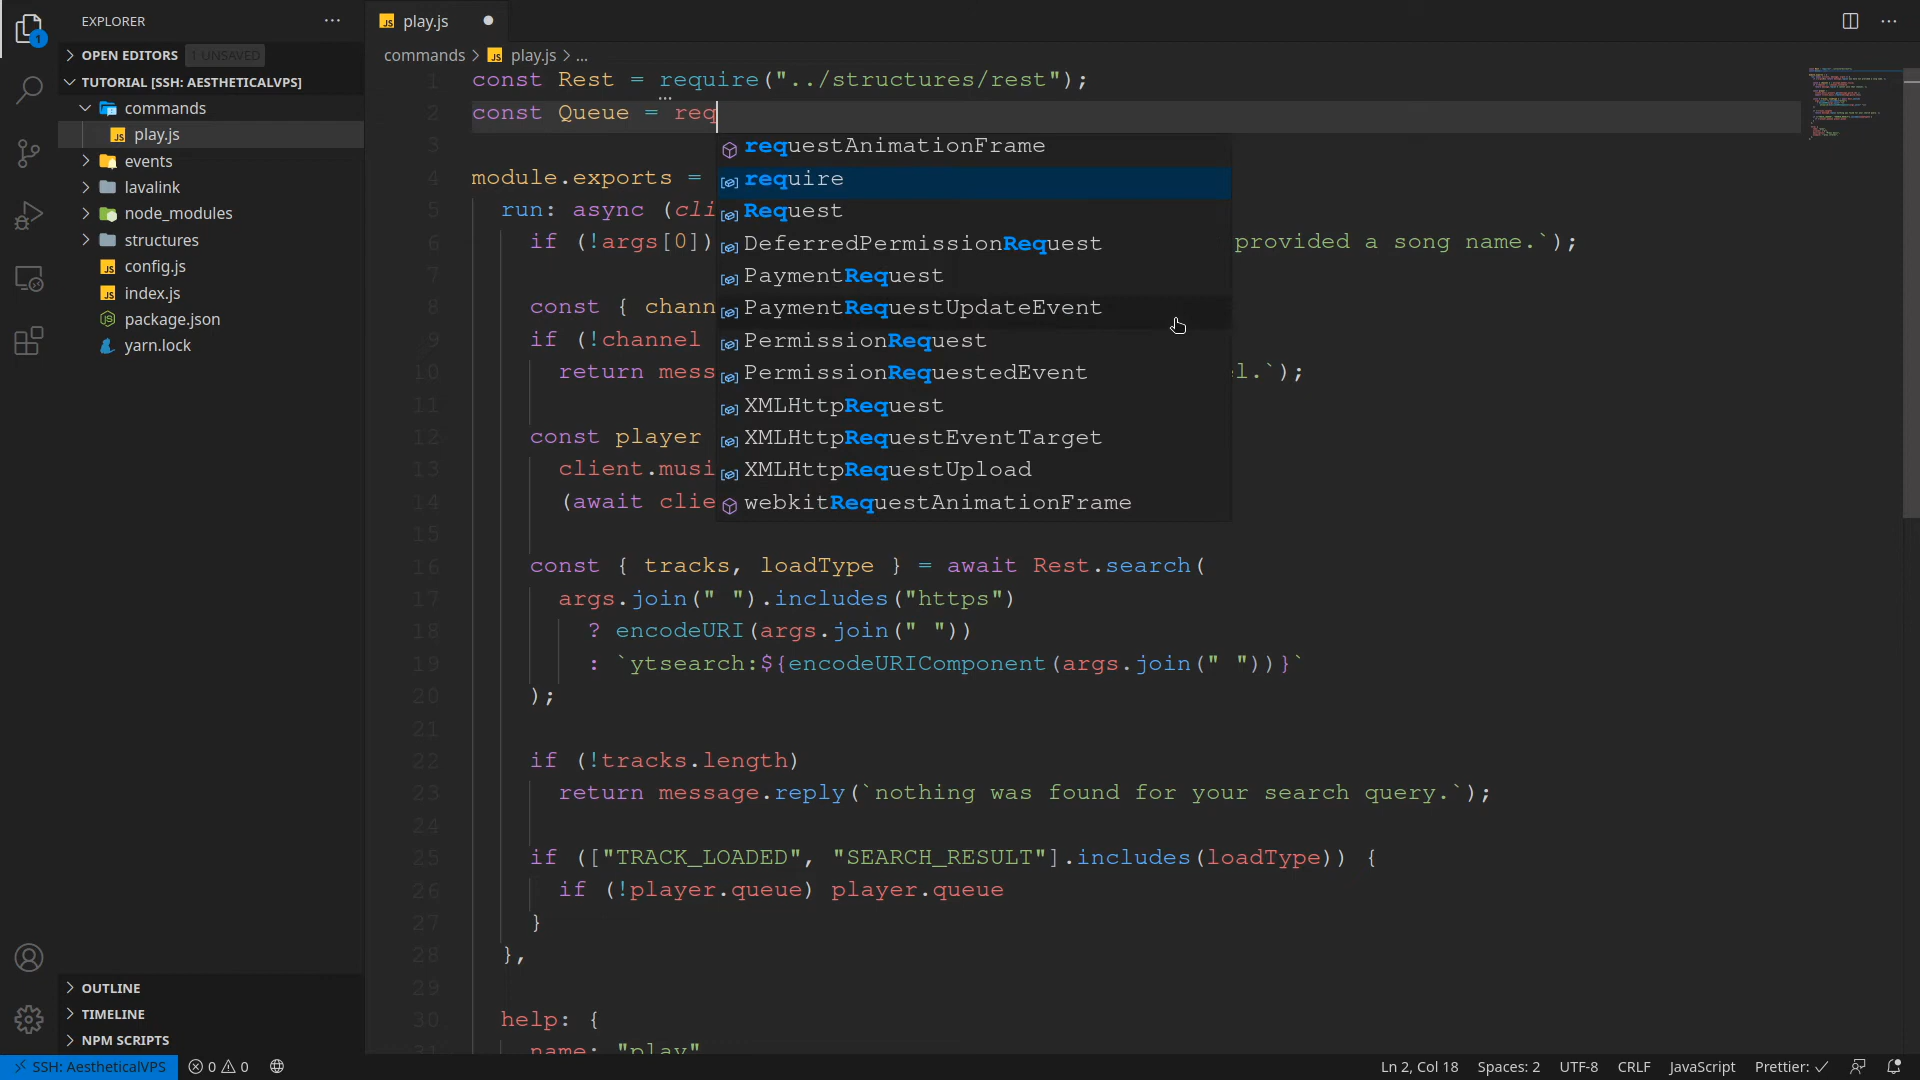 EXPLORER
OPEN EDITORS 1 UNSAVED
TUTORIAL [SSH: AESTHETICALVPS]
commands
play.js
events
lavalink
node_modules
structures
config.js
index.js
package.json
yarn.lock
OUTLINE
TIMELINE
NPM SCRIPTS
play.js
commands > play.js > ...
1 const Rest = require("../structures/rest");
2 const Queue = req
3
4 module.exports =
5 run: async (cli
6 if (!args[0]) provided a song name.`);
7
8 const { chann
9 if (!channel
10 return mess l.`);
11
12 const player
13 client.musi
14 (await clie
15
16 const { tracks, loadType } = await Rest.search(
17 args.join(" ").includes("https")
18 ? encodeURI(args.join(" "))
19 : `ytsearch:${encodeURIComponent(args.join(" "))}`
20 );
21
22 if (!tracks.length)
23 return message.reply(`nothing was found for your search query.`);
24
25 if (["TRACK_LOADED", "SEARCH_RESULT"].includes(loadType)) {
26 if (!player.queue) player.queue
27 }
28 },
29
30 help: {
31 name: "play"
requestAnimationFrame
require
Request
DeferredPermissionRequest
PaymentRequest
PaymentRequestUpdateEvent
PermissionRequest
PermissionRequestedEvent
XMLHttpRequest
XMLHttpRequestEventTarget
XMLHttpRequestUpload
webkitRequestAnimationFrame
SSH: AestheticalVPS 0 0 Ln 2, Col 18 Spaces: 2 UTF-8 CRLF JavaScript Prettier: ✓
1